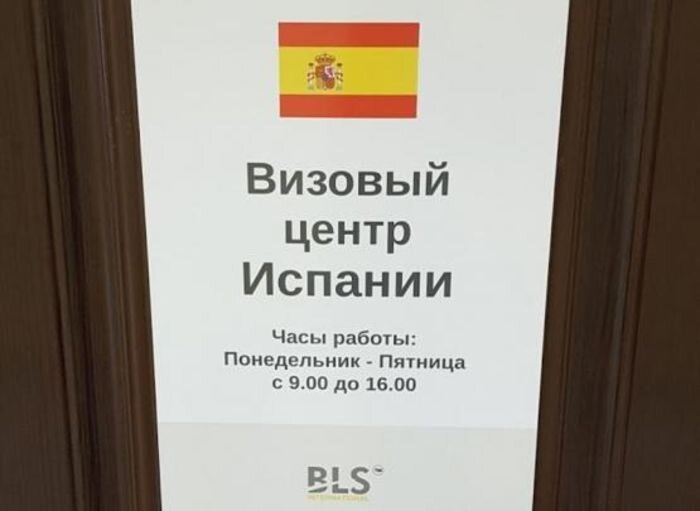 Визовый
центр
Испании
Часы работы:
Понедельник - Пятница
с 9.00 до 16.00
BLS
INTERNATIONAL